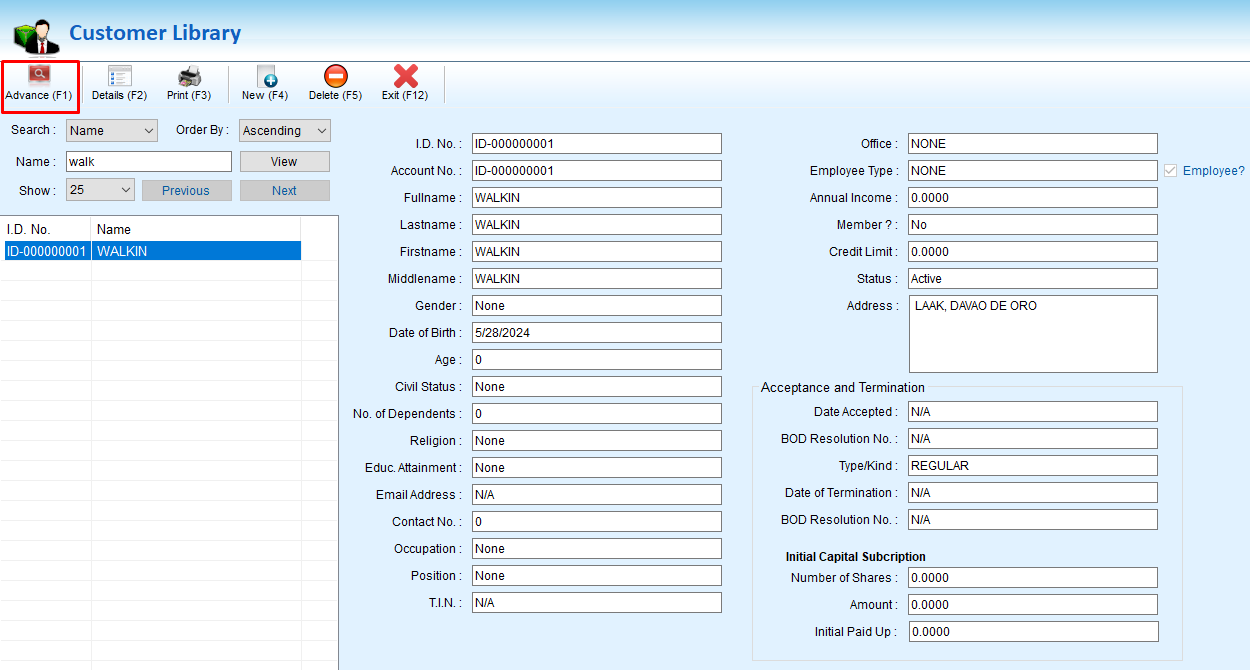 Customer Library
Advance (F1)
Details (F2)
Print (F3)
New (F4)
Delete (F5)
Exit (F12)
Search : Name Order By : Ascending
Name : walk View
Show : 25 Previous Next
I.D. No. Name
ID-000000001 WALKIN
I.D. No. : ID-000000001
Account No. : ID-000000001
Fullname : WALKIN
Lastname : WALKIN
Firstname : WALKIN
Middlename : WALKIN
Gender : None
Date of Birth : 5/28/2024
Age : 0
Civil Status : None
No. of Dependents : 0
Religion : None
Educ. Attainment : None
Email Address : N/A
Contact No. : 0
Occupation : None
Position : None
T.I.N. : N/A
Office : NONE
Employee Type : NONE Employee?
Annual Income : 0.0000
Member ? : No
Credit Limit : 0.0000
Status : Active
Address : LAAK, DAVAO DE ORO
Acceptance and Termination
Date Accepted : N/A
BOD Resolution No. : N/A
Type/Kind : REGULAR
Date of Termination : N/A
BOD Resolution No. : N/A
Initial Capital Subcription
Number of Shares : 0.0000
Amount : 0.0000
Initial Paid Up : 0.0000